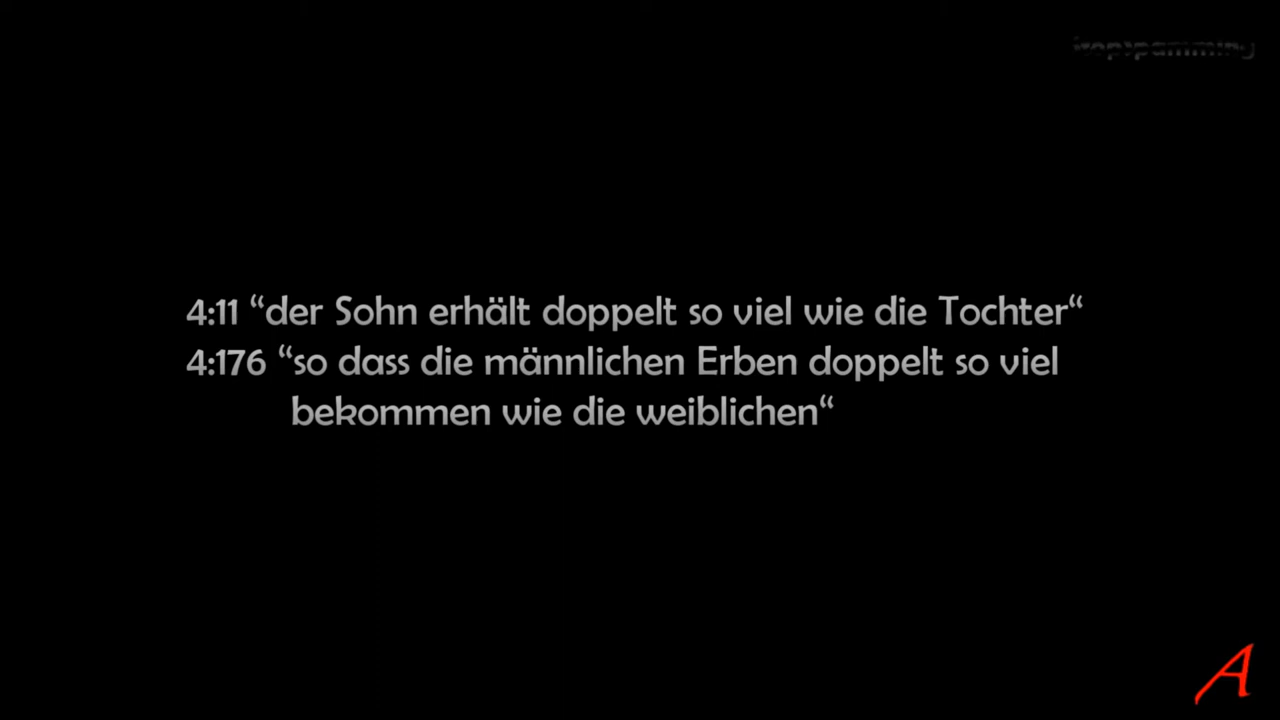 4:11 “der Sohn erhält doppelt so viel wie die Tochter“
4:176 “so dass die männlichen Erben doppelt so viel
bekommen wie die weiblichen“
A